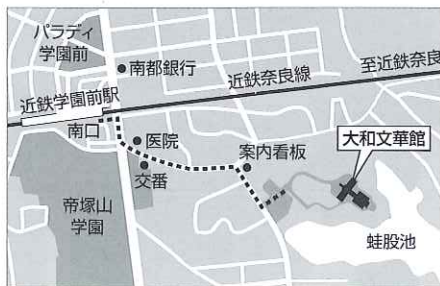 パラディ
学園前
南都銀行
至近鉄奈良
近鉄奈良線
近鉄学園前駅
南口
医院
交番
案内看板
大和文華館
帝塚山
学園
蛙股池